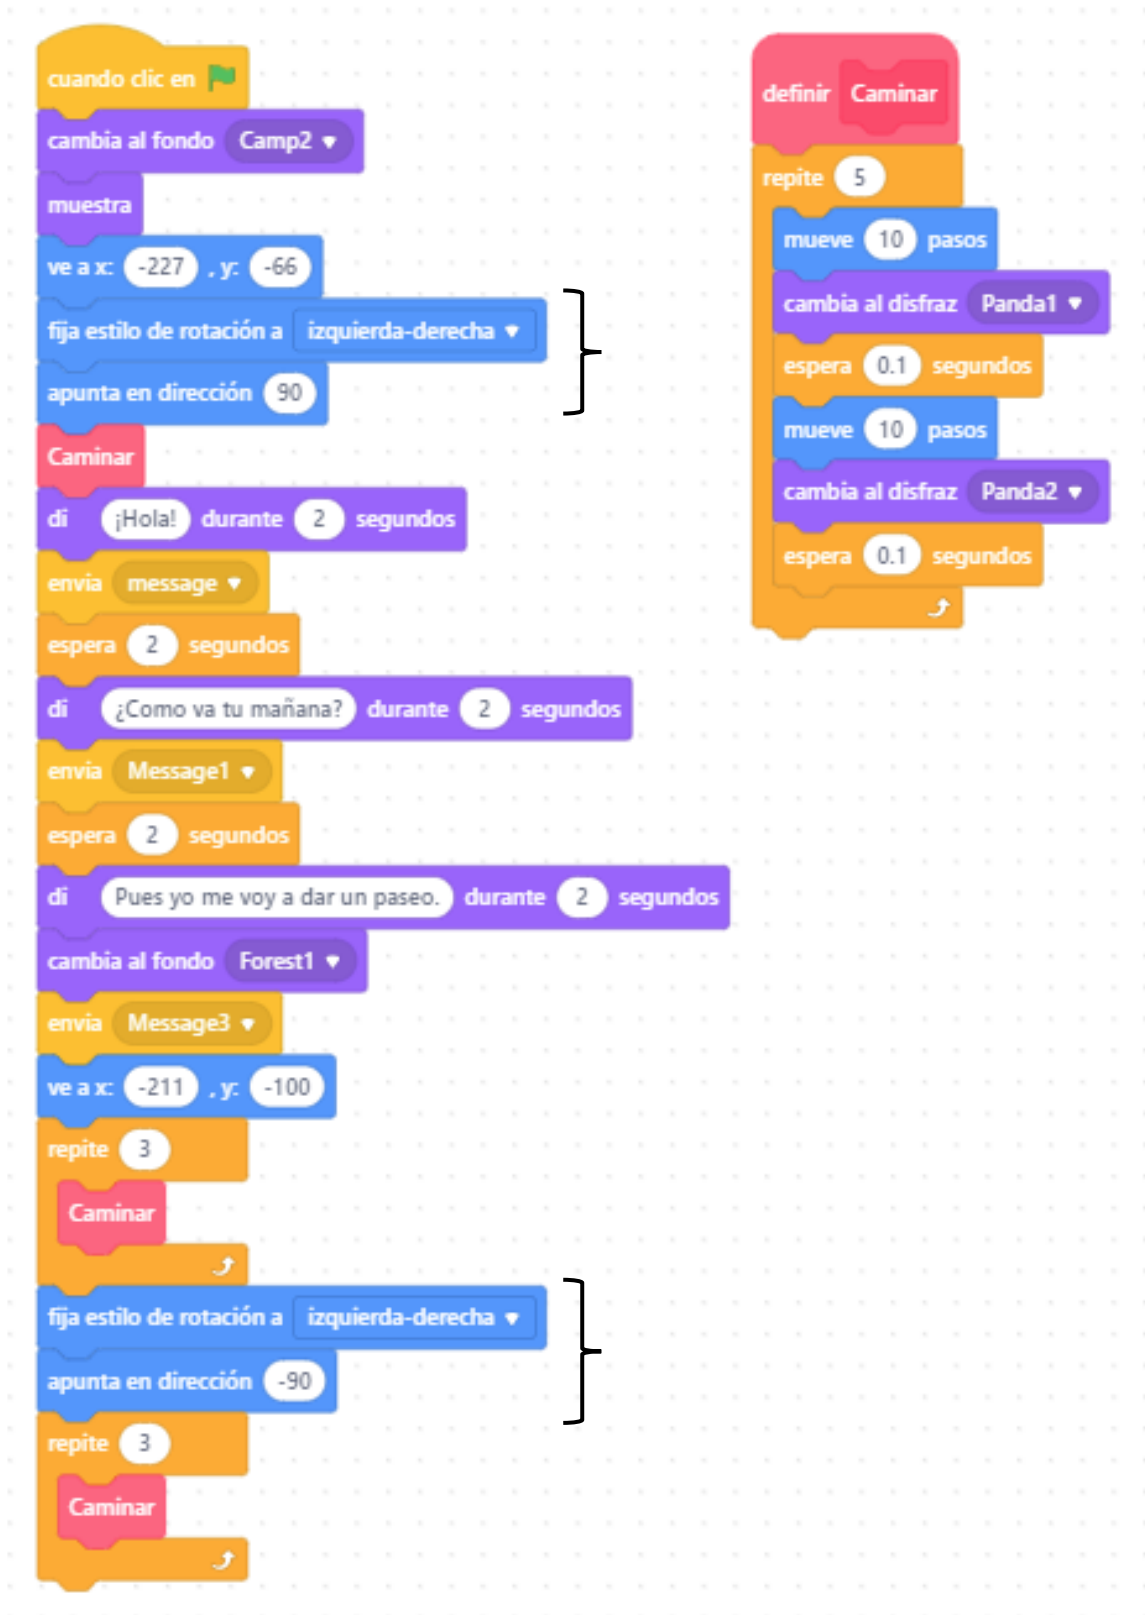 cuando clic en
cambia al fondo Camp2
muestra
ve a x: -227 , y: -66
fija estilo de rotación a izquierda-derecha
apunta en dirección 90
Caminar
di ¡Hola! durante 2 segundos
envia message
espera 2 segundos
di ¿Como va tu mañana? durante 2 segundos
envia Message1
espera 2 segundos
di Pues yo me voy a dar un paseo. durante 2 segundos
cambia al fondo Forest1
envia Message3
ve a x: -211 , y: -100
repite 3
Caminar
fija estilo de rotación a izquierda-derecha
apunta en dirección -90
repite 3
Caminar
definir Caminar
repite 5
mueve 10 pasos
cambia al disfraz Panda1
espera 0.1 segundos
mueve 10 pasos
cambia al disfraz Panda2
espera 0.1 segundos